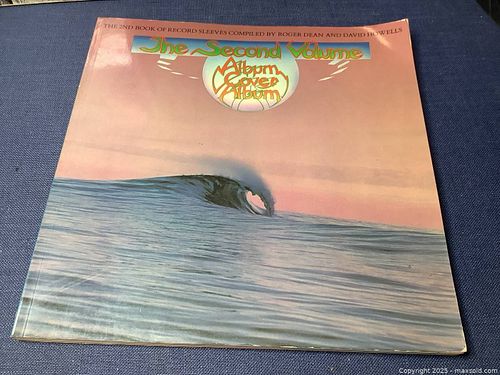 THE 2ND BOOK OF RECORD SLEEVES COMPILED BY ROGER DEAN AND DAVID HOWELLS
The Second Volume
Album
Cover
Album
Copyright 2025 - maxsold.com